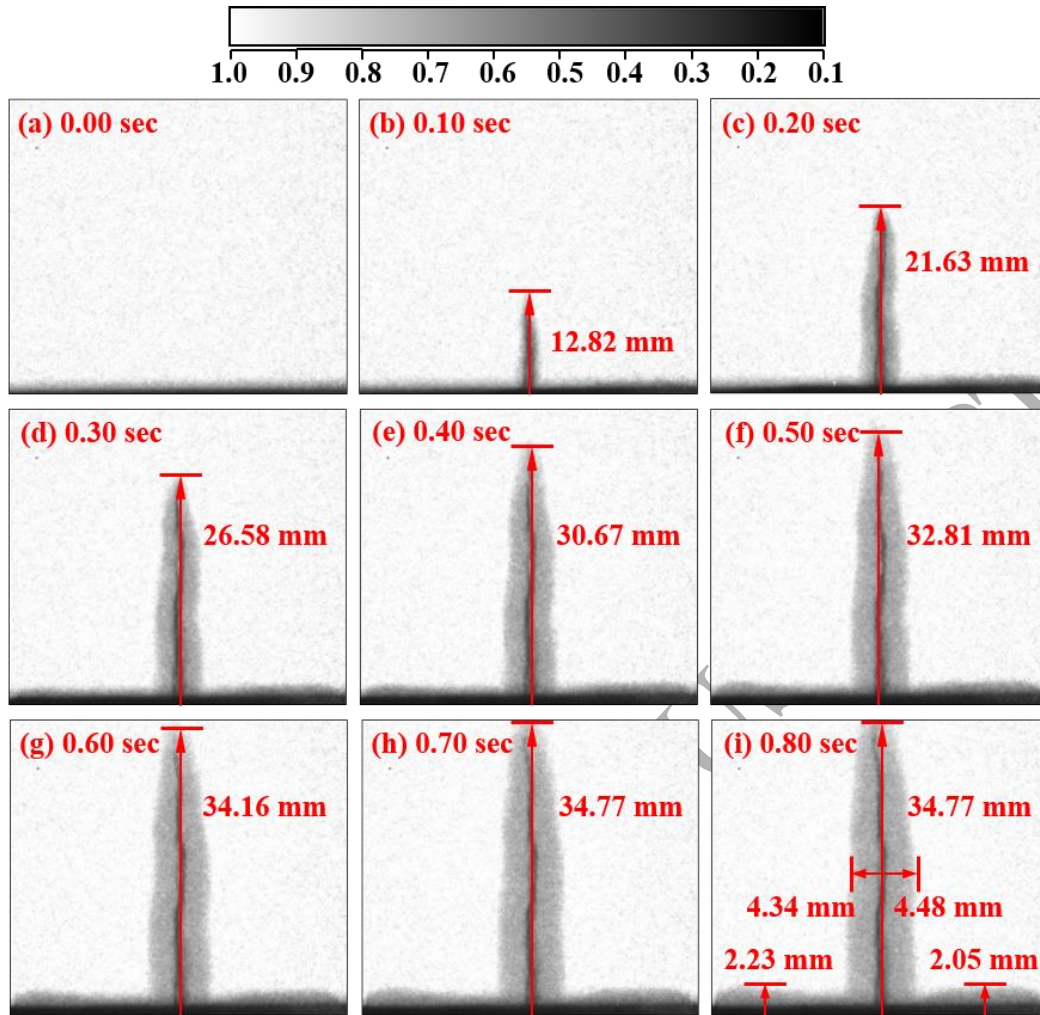 1.0 0.9 0.8 0.7 0.6 0.5 0.4 0.3 0.2 0.1
(a) 0.00 sec
(b) 0.10 sec
12.82 mm
(c) 0.20 sec
21.63 mm
(d) 0.30 sec
26.58 mm
(e) 0.40 sec
30.67 mm
(f) 0.50 sec
32.81 mm
(g) 0.60 sec
34.16 mm
(h) 0.70 sec
34.77 mm
(i) 0.80 sec
34.77 mm
4.34 mm
4.48 mm
2.23 mm
2.05 mm